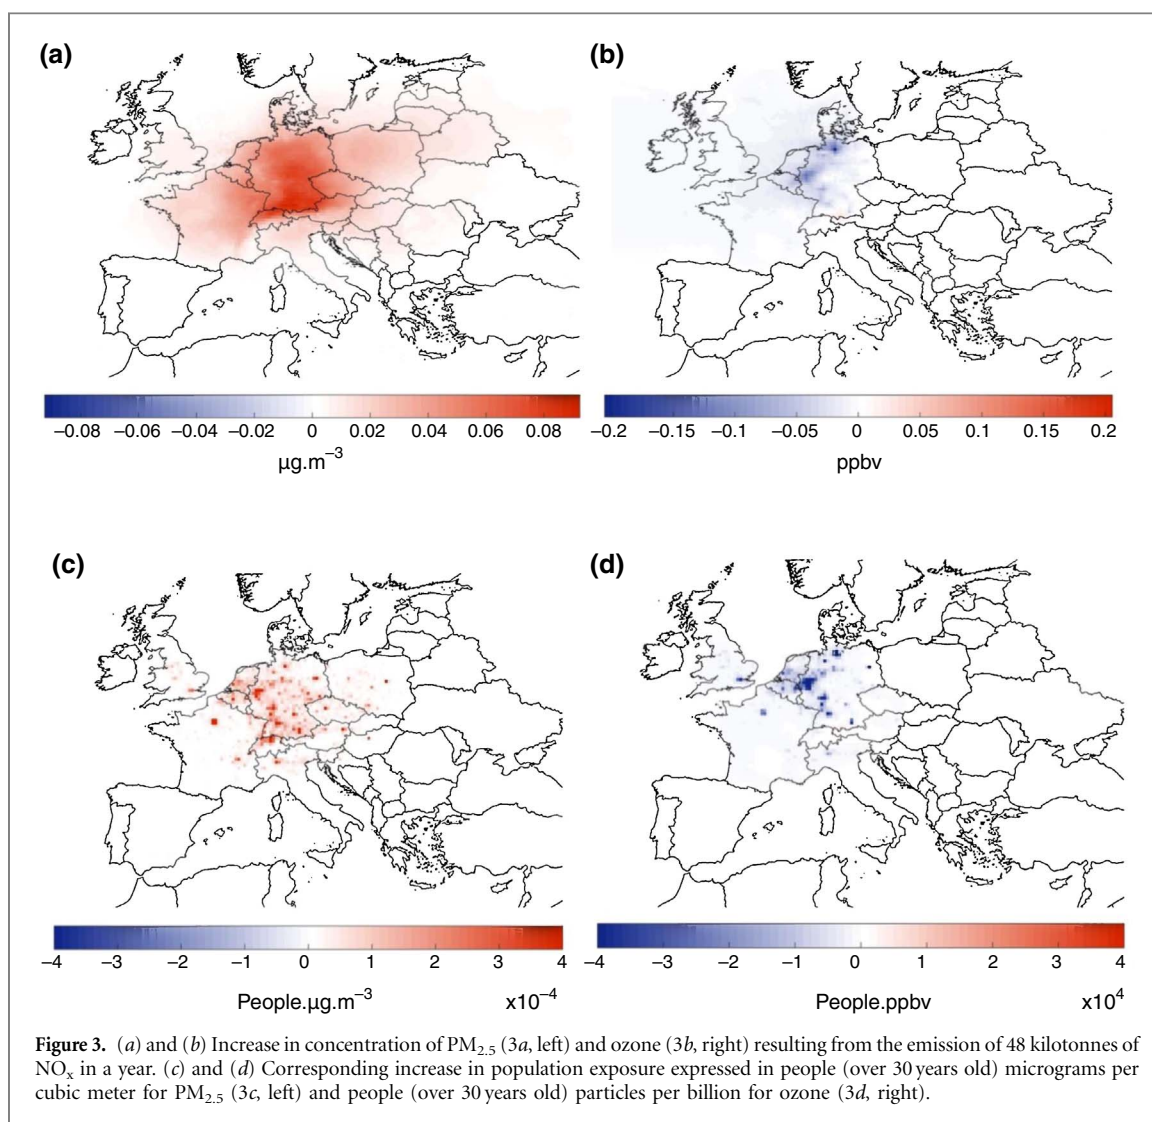 (a)
(b)
−0.08 −0.06 −0.04 −0.02 0 0.02 0.04 0.06 0.08
µg.m−3
−0.2 −0.15 −0.1 −0.05 0 0.05 0.1 0.15 0.2
ppbv
(c)
(d)
−4 −3 −2 −1 0 1 2 3 4
People.µg.m−3 x10−4
−4 −3 −2 −1 0 1 2 3 4
People.ppbv x104
Figure 3. (a) and (b) Increase in concentration of PM2.5 (3a, left) and ozone (3b, right) resulting from the emission of 48 kilotonnes of
NOx in a year. (c) and (d) Corresponding increase in population exposure expressed in people (over 30 years old) micrograms per
cubic meter for PM2.5 (3c, left) and people (over 30 years old) particles per billion for ozone (3d, right).